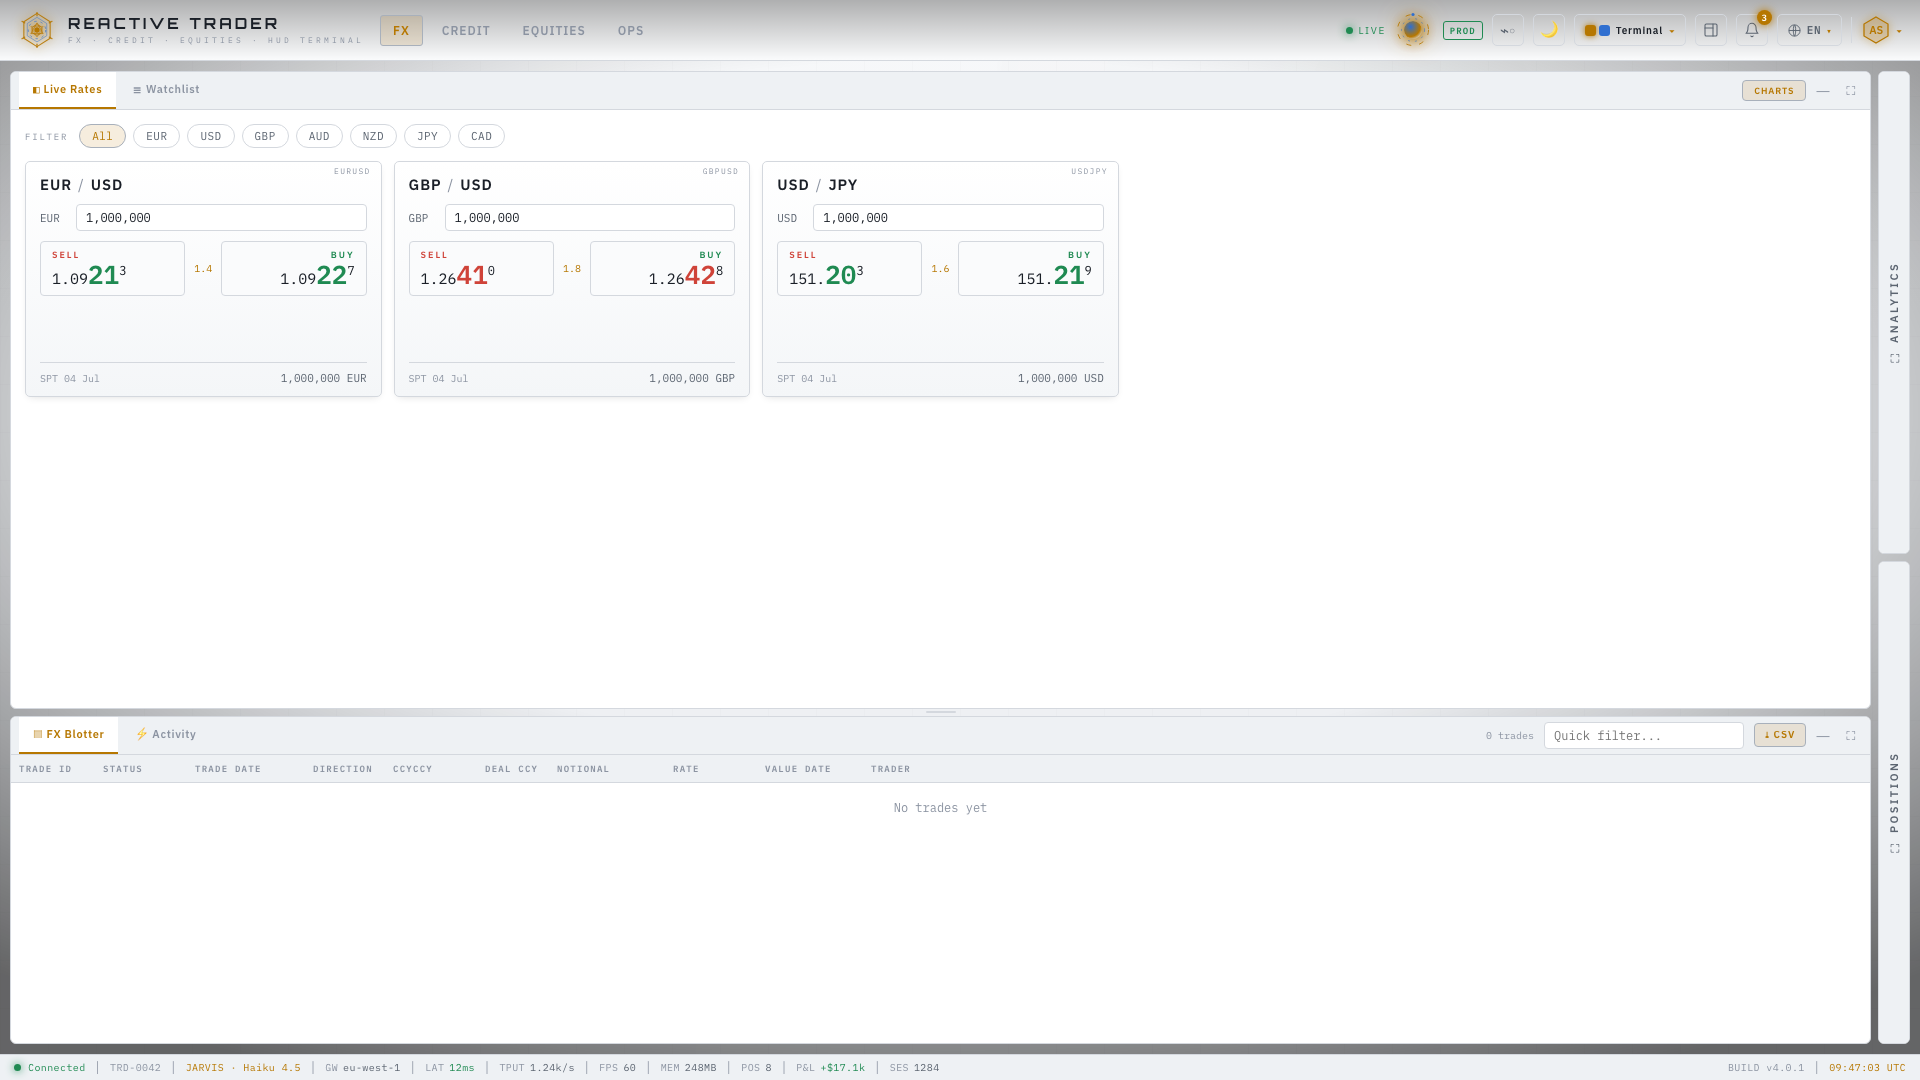 REACTIVE TRADER
FX · CREDIT · EQUITIES · HUD TERMINAL
FX CREDIT EQUITIES OPS
LIVE PROD Terminal 3 EN AS
Live Rates Watchlist CHARTS
FILTER All EUR USD GBP AUD NZD JPY CAD
EURUSD
EUR / USD
EUR 1,000,000
SELL 1.09213
1.4
BUY 1.09227
SPT 04 Jul 1,000,000 EUR
GBPUSD
GBP / USD
GBP 1,000,000
SELL 1.26410
1.8
BUY 1.26428
SPT 04 Jul 1,000,000 GBP
USDJPY
USD / JPY
USD 1,000,000
SELL 151.203
1.6
BUY 151.219
SPT 04 Jul 1,000,000 USD
ANALYTICS
FX Blotter Activity 0 trades Quick filter... ↓ CSV
TRADE ID STATUS TRADE DATE DIRECTION CCYCCY DEAL CCY NOTIONAL RATE VALUE DATE TRADER
No trades yet
POSITIONS
Connected TRD-0042 JARVIS · Haiku 4.5 GW eu-west-1 LAT 12ms TPUT 1.24k/s FPS 60 MEM 248MB POS 8 P&L +$17.1k SES 1284 BUILD v4.0.1 09:47:03 UTC